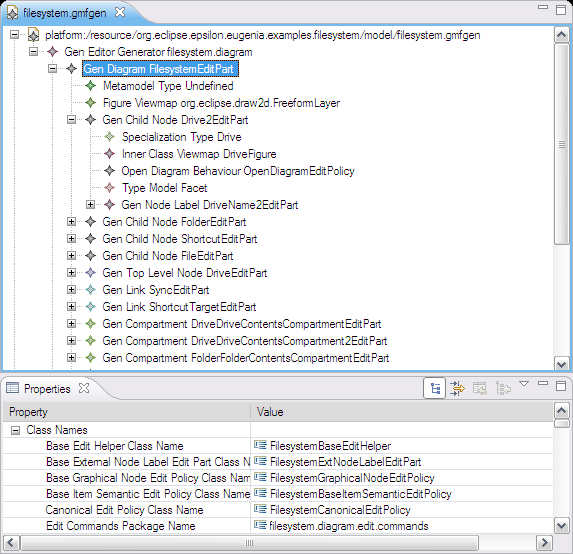 filesystem.gmfgen
platform:/resource/org.eclipse.epsilon.eugenia.examples.filesystem/model/filesystem.gmfgen
Gen Editor Generator filesystem.diagram
Gen Diagram FilesystemEditPart
Metamodel Type Undefined
Figure Viewmap org.eclipse.draw2d.FreeformLayer
Gen Child Node Drive2EditPart
Specialization Type Drive
Inner Class Viewmap DriveFigure
Open Diagram Behaviour OpenDiagramEditPolicy
Type Model Facet
Gen Node Label DriveName2EditPart
Gen Child Node FolderEditPart
Gen Child Node ShortcutEditPart
Gen Child Node FileEditPart
Gen Top Level Node DriveEditPart
Gen Link SyncEditPart
Gen Link ShortcutTargetEditPart
Gen Compartment DriveDriveContentsCompartmentEditPart
Gen Compartment DriveDriveContentsCompartment2EditPart
Gen Compartment FolderFolderContentsCompartmentEditPart
Properties
Property Value
Class Names
Base Edit Helper Class Name FilesystemBaseEditHelper
Base External Node Label Edit Part Class N FilesystemExtNodeLabelEditPart
Base Graphical Node Edit Policy Class Name FilesystemGraphicalNodeEditPolicy
Base Item Semantic Edit Policy Class Name FilesystemBaseItemSemanticEditPolicy
Canonical Edit Policy Class Name FilesystemCanonicalEditPolicy
Edit Commands Package Name filesystem.diagram.edit.commands